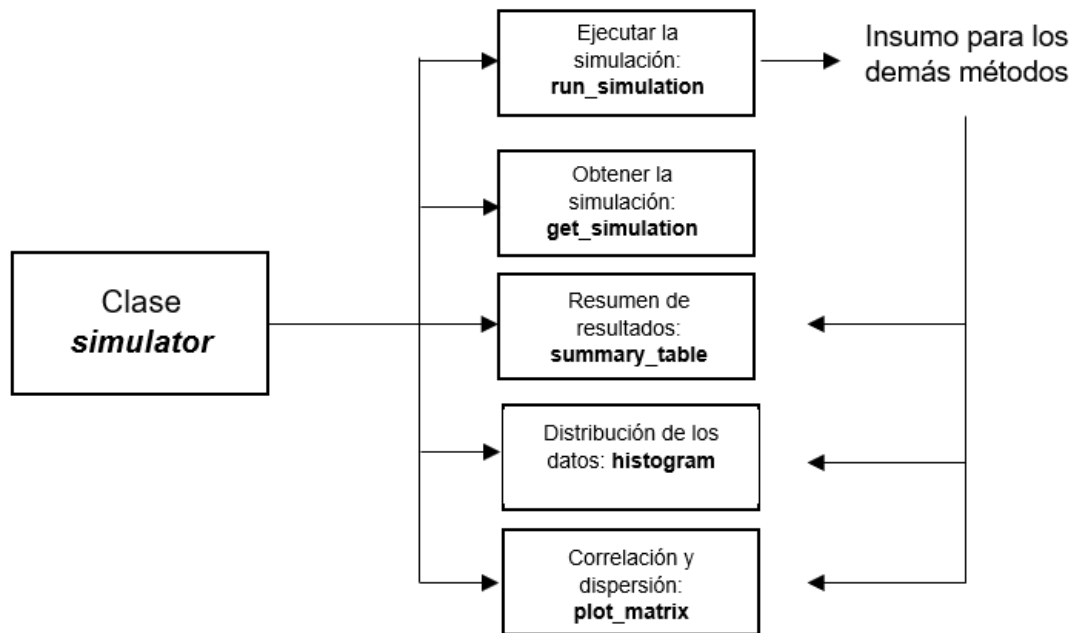 Ejecutar la
simulación:
run_simulation
Insumo para los
demás métodos
Obtener la
simulación:
get_simulation
Clase
simulator
Resumen de
resultados:
summary_table
Distribución de los
datos: histogram
Correlación y
dispersión:
plot_matrix